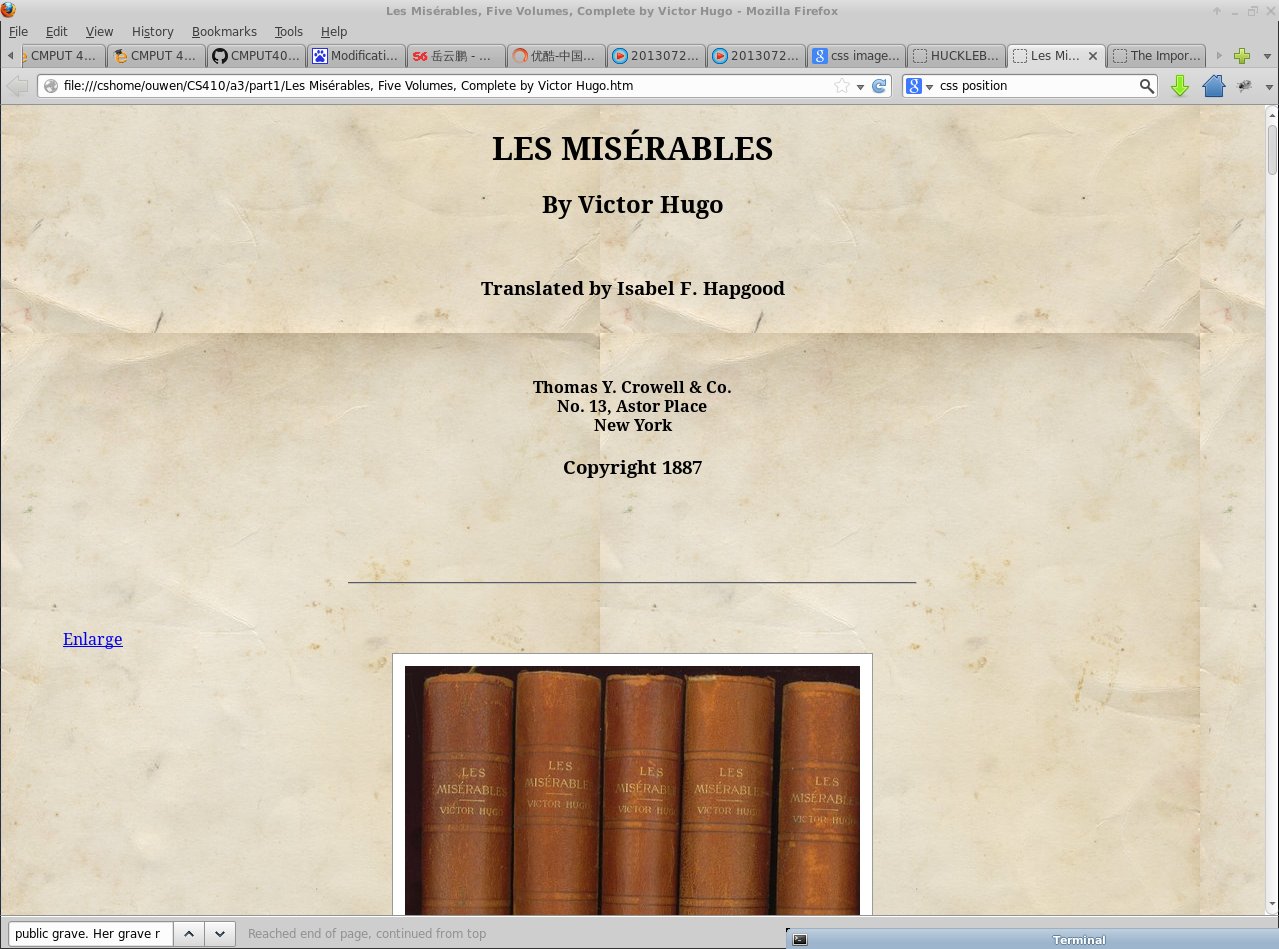 Les Misérables, Five Volumes, Complete by Victor Hugo - Mozilla Firefox
File Edit View History Bookmarks Tools Help
CMPUT 4... CMPUT 4... CMPUT40... Modificati... 岳云鹏 - ... 优酷-中国... 2013072... 2013072... css image... HUCKLEB... Les Mi... The Impor...
file:///cshome/ouwen/CS410/a3/part1/Les Misérables, Five Volumes, Complete by Victor Hugo.htm css position
LES MISÉRABLES
By Victor Hugo
Translated by Isabel F. Hapgood
Thomas Y. Crowell & Co.
No. 13, Astor Place
New York
Copyright 1887
Enlarge
LES
MISÉRABLES
VICTOR HUGO
LES
MISÉRABLES
VICTOR HUGO
LES
MISÉRABLES
VICTOR HUGO
LES
MISÉRABLES
VICTOR HUGO
LES
MISÉRABLES
VICTOR HUGO
public grave. Her grave r Reached end of page, continued from top
Terminal